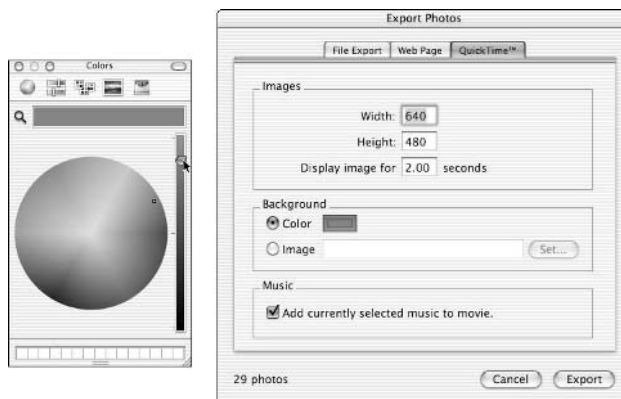 Colors
Export Photos
File Export
Web Page
QuickTime™
Images
Width: 640
Height: 480
Display image for 2.00 seconds
Background
Color
Image
Set...
Music
Add currently selected music to movie.
29 photos
Cancel
Export